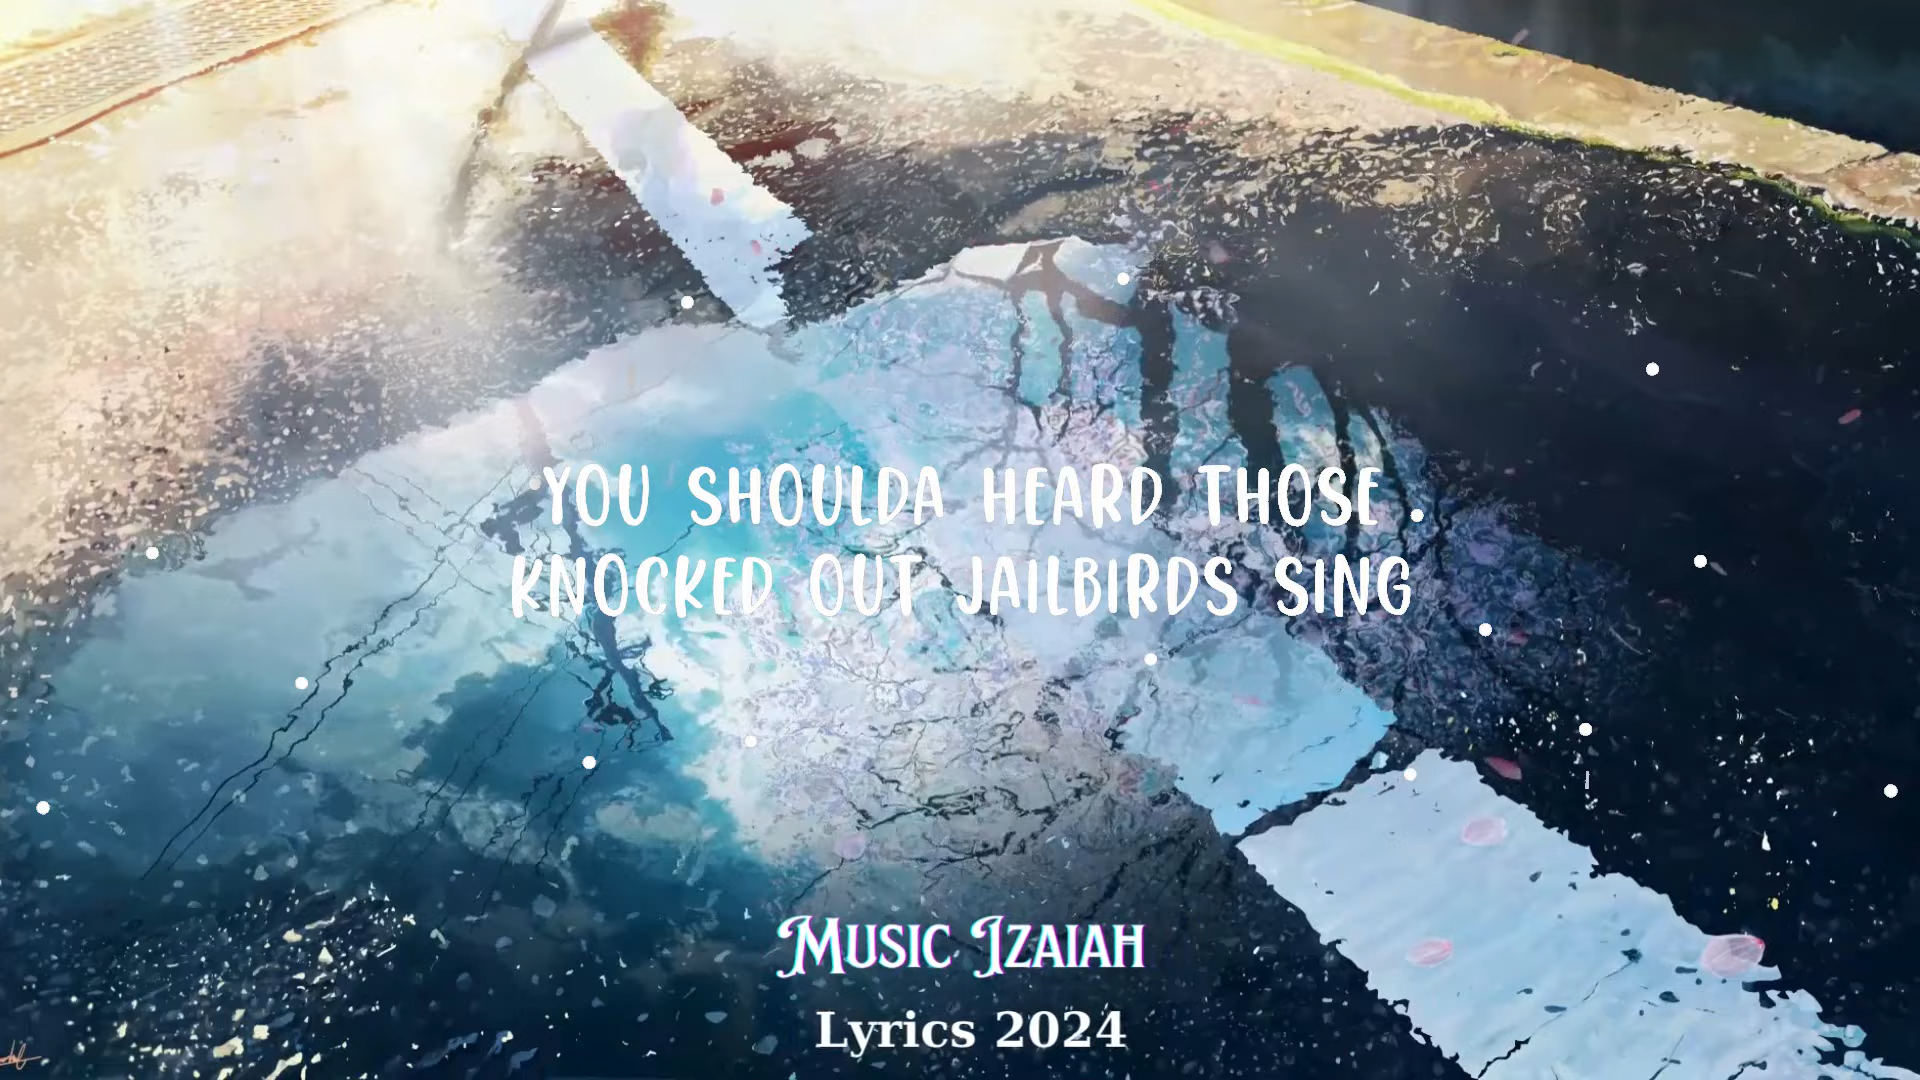 YOU SHOULDA HEARD THOSE
KNOCKED OUT JAILBIRDS SING
MUSIC IZAIAH
Lyrics 2024